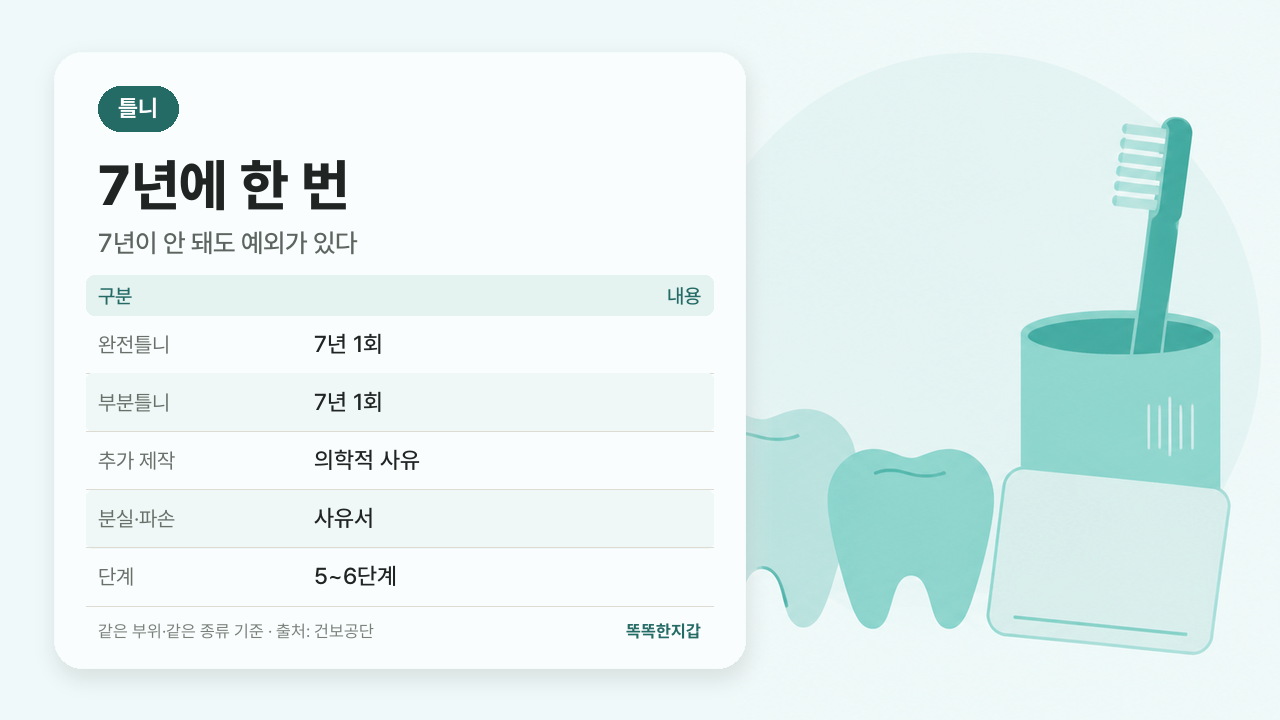 틀니
7년에 한 번
7년이 안 돼도 예외가 있다
구분 내용
완전틀니 7년 1회
부분틀니 7년 1회
추가 제작 의학적 사유
분실·파손 사유서
단계 5~6단계
같은 부위·같은 종류 기준 · 출처: 건보공단 똑똑한지갑